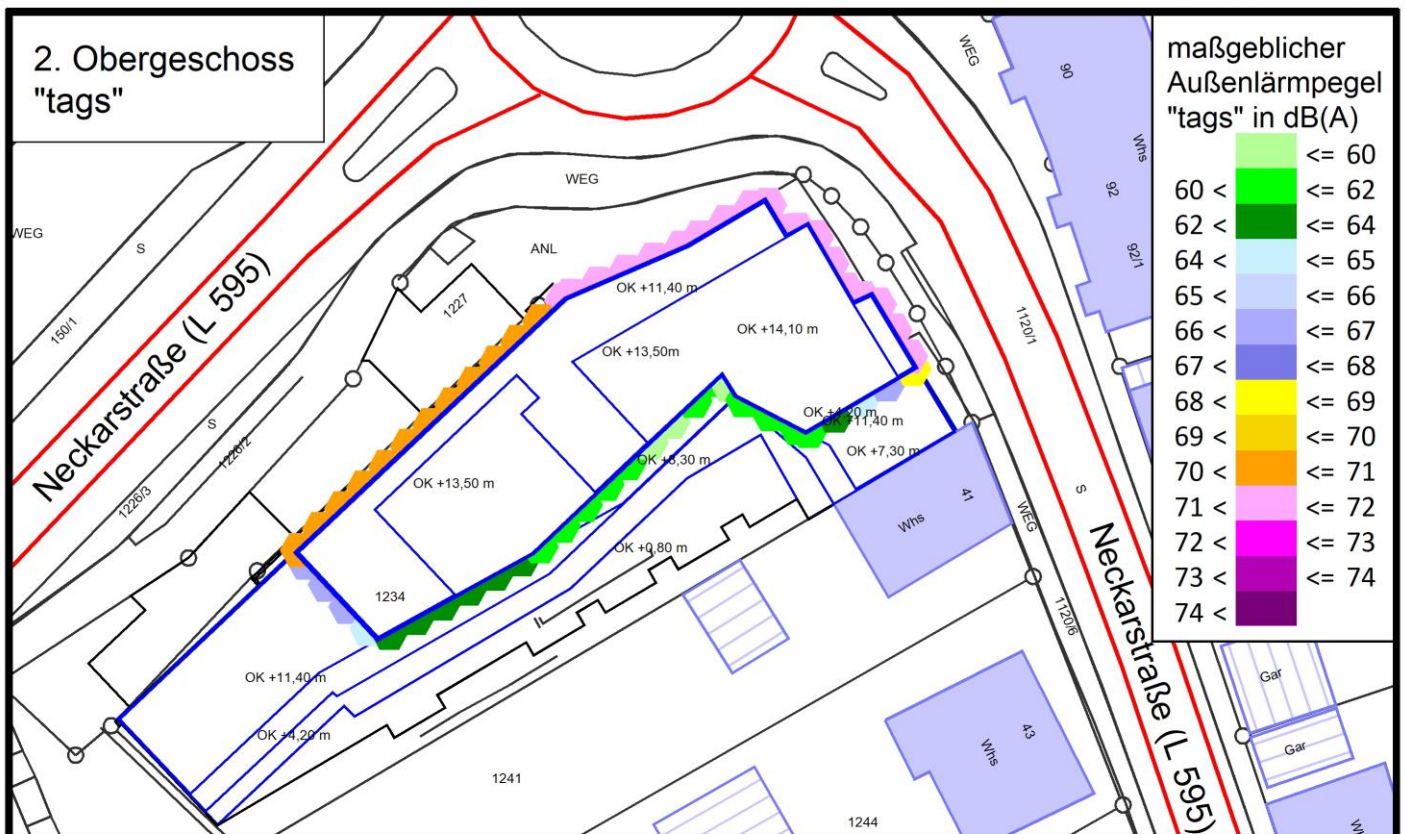 2. Obergeschoss
"tags"
maßgeblicher
Außenlärmpegel
"tags" in dB(A)
<= 60
60 < <= 62
62 < <= 64
64 < <= 65
65 < <= 66
66 < <= 67
67 < <= 68
68 < <= 69
69 < <= 70
70 < <= 71
71 < <= 72
72 < <= 73
73 < <= 74
74 <
WEG
90
Whs
92
92/1
WEG
WEG
S
ANL
150/1
Neckarstraße (L 595)
1227
OK +11,40 m
OK +14,10 m
OK +13,50m
1120/1
S
1226/2
1226/3
OK +4,20 m
OK +11,40 m
OK +7,30 m
OK +8,30 m
OK +13,50 m
41
Whs
WEG
S
Neckarstraße (L 595)
OK +0,80 m
1234
1120/6
OK +11,40 m
OK +4,20 m
43
Whs
Gar
Gar
1241
1244